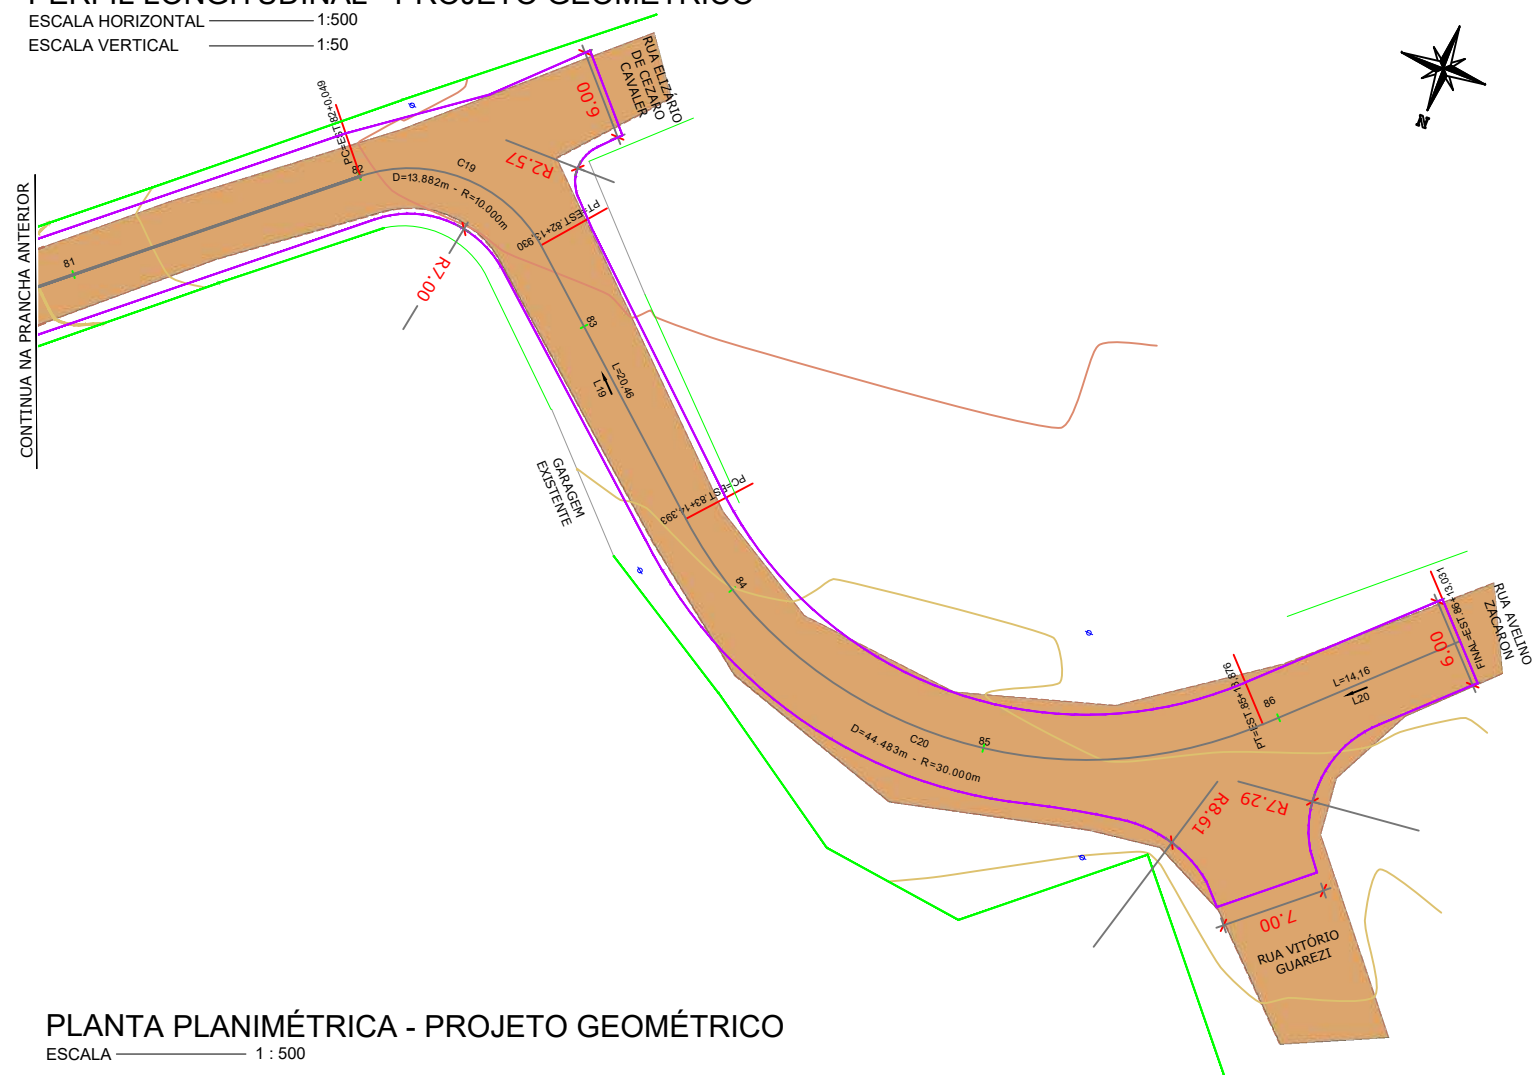 PERFIL LONGITUDINAL - PROJETO GEOMÉTRICO
ESCALA HORIZONTAL 1:500
ESCALA VERTICAL 1:50
RUA ELIZÁRIO
DE CEZARO
CAVALER
6.00
PC=EST.82+0,049
82
C19
D=13.882m - R=10.000m
R2.57
PT=EST.82+13,930
R7.00
CONTINUA NA PRANCHA ANTERIOR
81
83
L=20,46
L19
GARAGEM
EXISTENTE
PC=EST.83+14,393
84
C20
D=44.483m - R=30.000m
85
PT=EST.85+18,876
86
L=14,16
L20
FINAL=EST.86+13,031
6.00
RUA AVELINO
ZACARON
R8.61
R7.29
7.00
RUA VITÓRIO
GUAREZI
N
PLANTA PLANIMÉTRICA - PROJETO GEOMÉTRICO
ESCALA 1 : 500